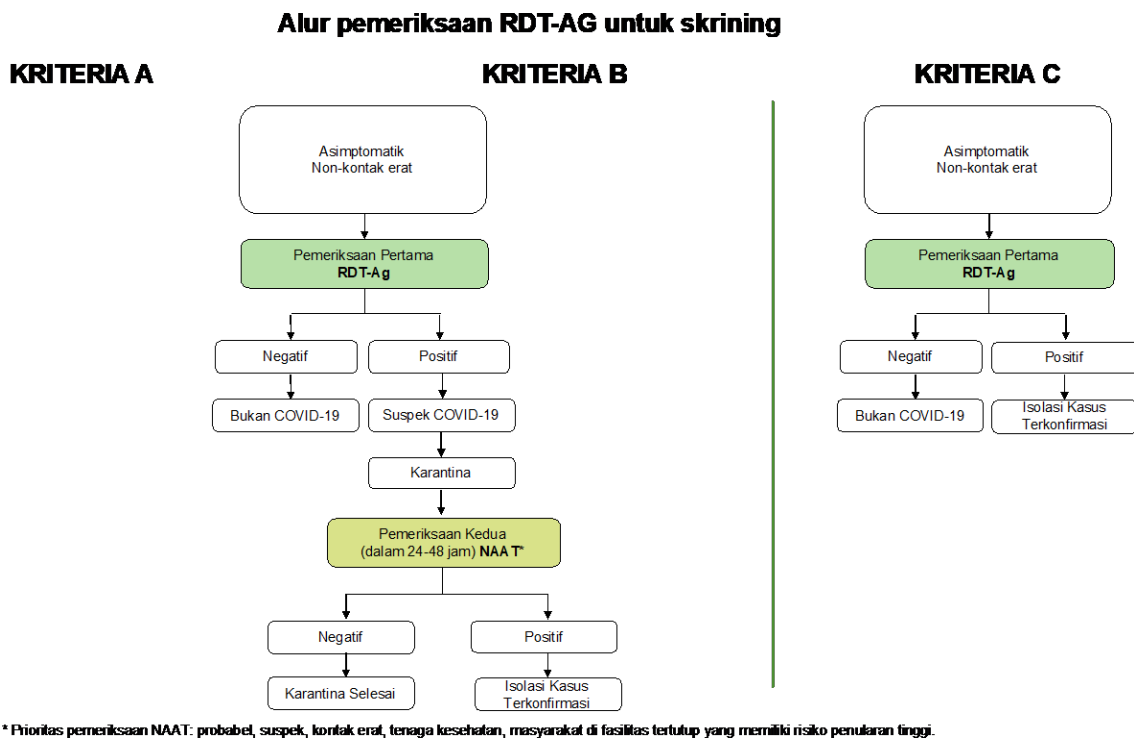 Alur pemeriksaan RDT-AG untuk skrining
KRITERIA A
KRITERIA B
KRITERIA C
Asimptomatik
Non-kontak erat
Pemeriksaan Pertama
RDT-Ag
Negatif
Positif
Bukan COVID-19
Suspek COVID-19
Karantina
Pemeriksaan Kedua
(dalam 24-48 jam) NAAT*
Negatif
Positif
Karantina Selesai
Isolasi Kasus
Terkonfirmasi
Asimptomatik
Non-kontak erat
Pemeriksaan Pertama
RDT-Ag
Negatif
Positif
Bukan COVID-19
Isolasi Kasus
Terkonfirmasi
* Prioritas pemeriksaan NAAT: probabel, suspek, kontak erat, tenaga kesehatan, masyarakat di fasilitas tertutup yang memiliki risiko penularan tinggi.